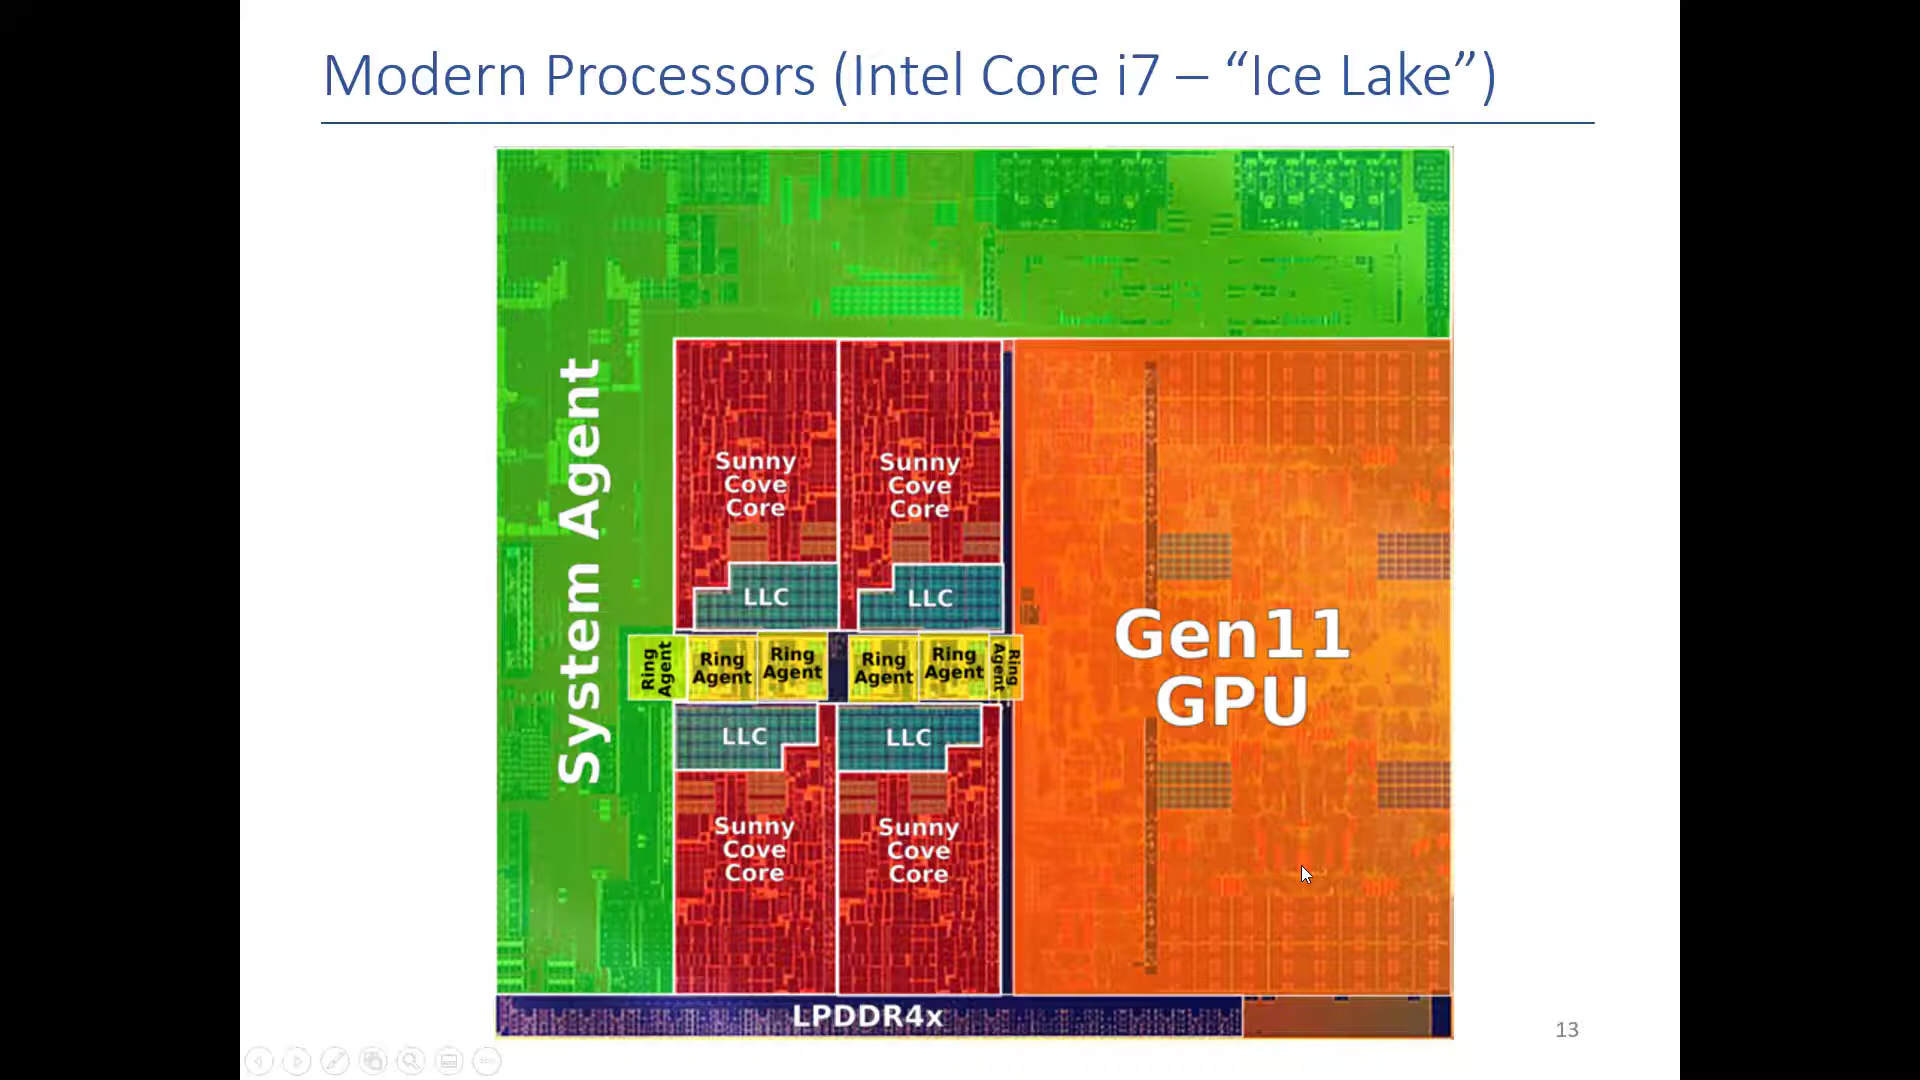 Modern Processors (Intel Core i7 – “Ice Lake”)
System Agent
Sunny
Cove
Core
Sunny
Cove
Core
LLC
LLC
Ring
Agent
Ring
Agent
Ring
Agent
Ring
Agent
Ring
Agent
Ring
Agent
LLC
LLC
Sunny
Cove
Core
Sunny
Cove
Core
Gen11
GPU
LPDDR4x
13